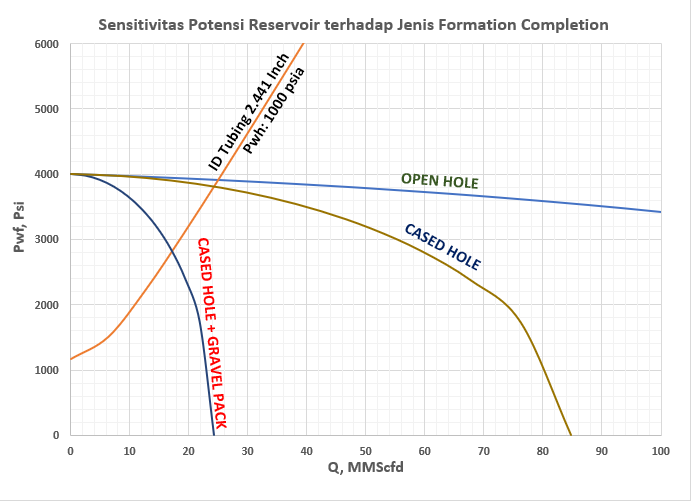 Sensitivitas Potensi Reservoir terhadap Jenis Formation Completion
6000
5000
4000
3000
2000
1000
0
Pwf, Psi
ID Tubing 2.441 Inch
Pwh: 1000 psia
OPEN HOLE
CASED HOLE
CASED HOLE + GRAVEL PACK
0 10 20 30 40 50 60 70 80 90 100
Q, MMScfd